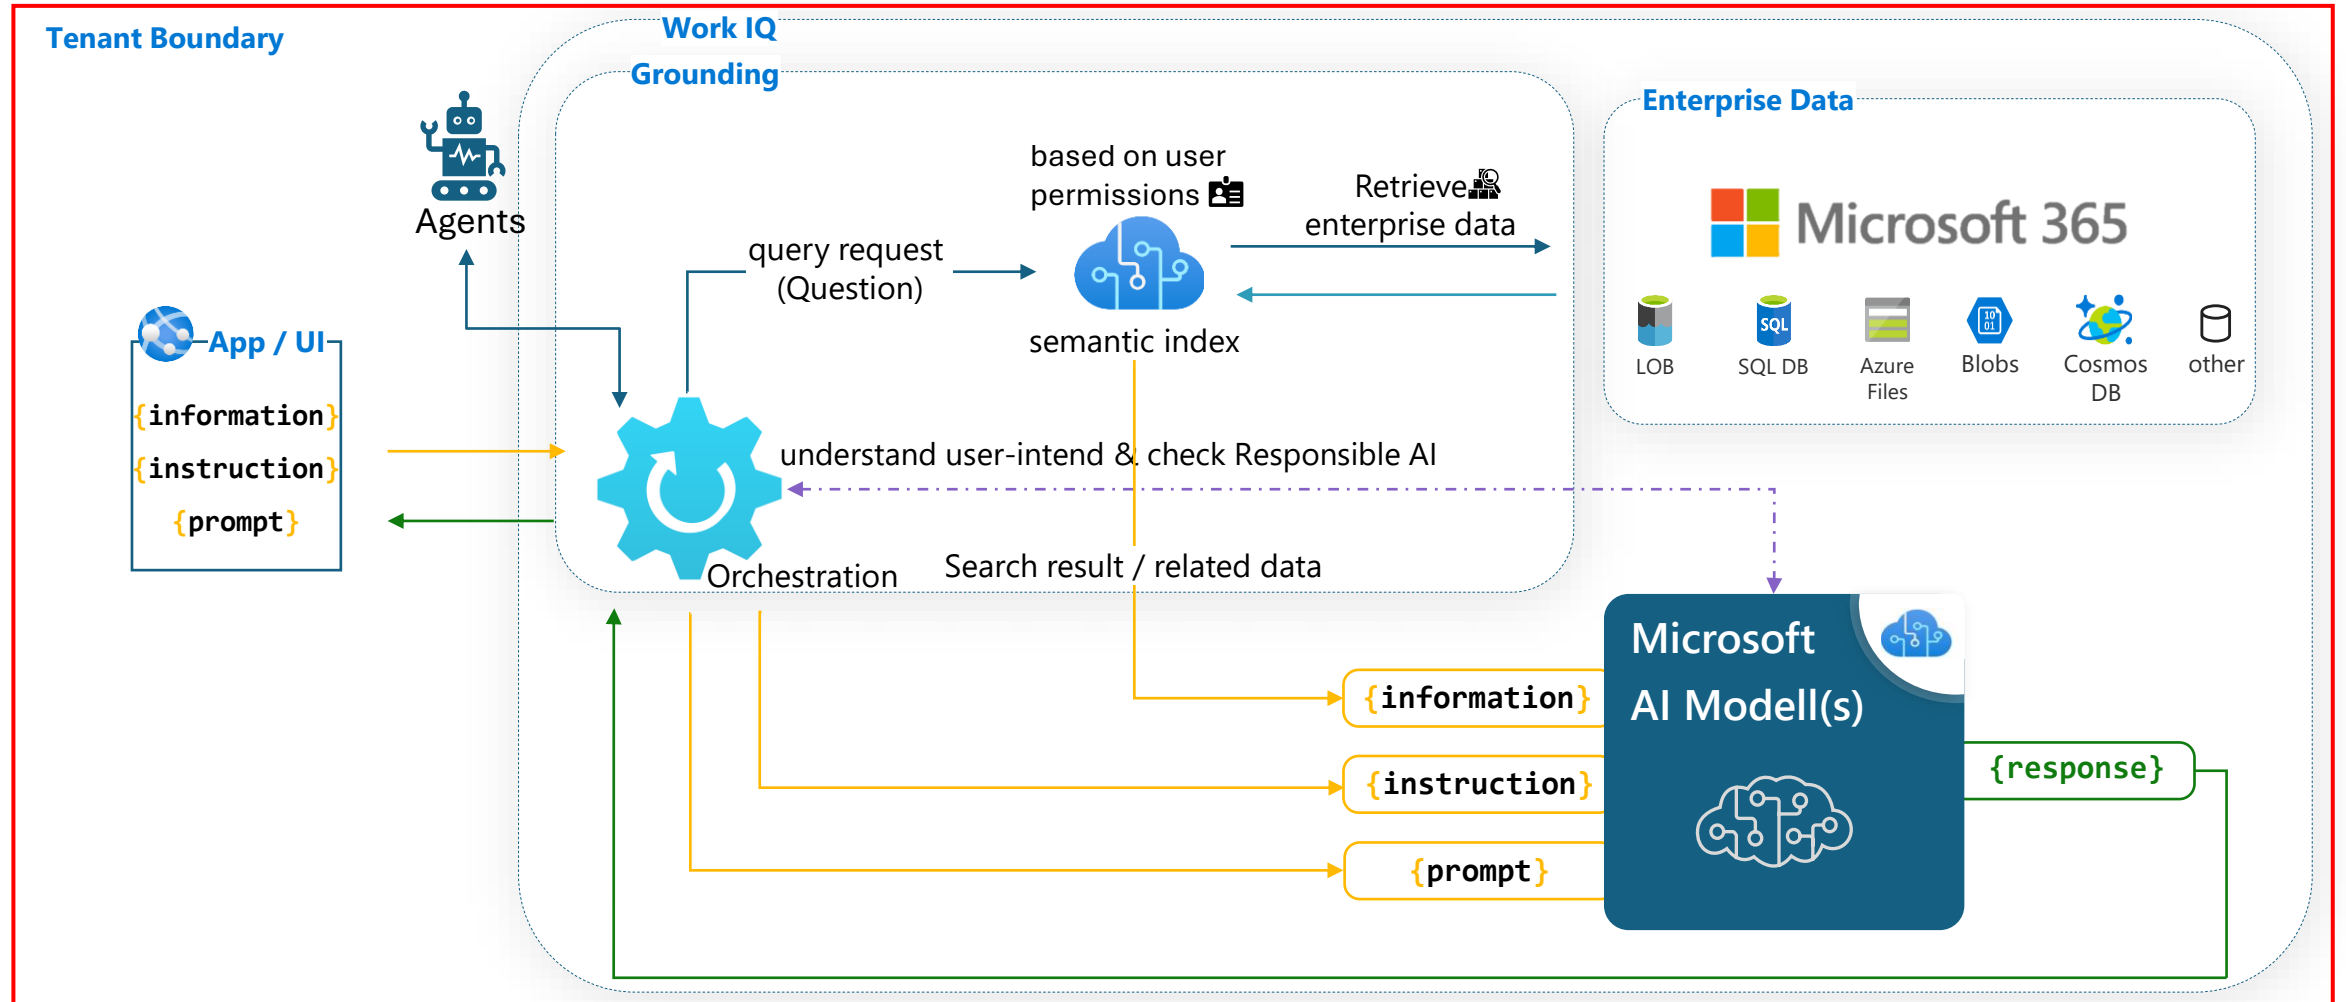 Tenant Boundary
Work IQ
Grounding
Enterprise Data
Agents
based on user
permissions
Retrieve
enterprise data
Microsoft 365
query request
(Question)
semantic index
LOB
SQL
SQL DB
Azure
Files
10
01
Blobs
Cosmos
DB
other
App / UI
{information}
{instruction}
{prompt}
understand user-intend & check Responsible AI
Orchestration
Search result / related data
{information}
{instruction}
{prompt}
Microsoft
AI Modell(s)
{response}